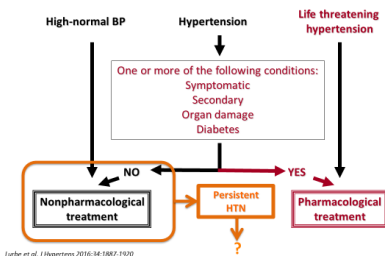 High-normal BP
Hypertension
Life threatening
hypertension
One or more of the following conditions:
Symptomatic
Secondary
Organ damage
Diabetes
NO
YES
Nonpharmacological
treatment
Persistent
HTN
Pharmacological
treatment
?
Lurbe et al. J Hypertens 2016;34:1887-1920